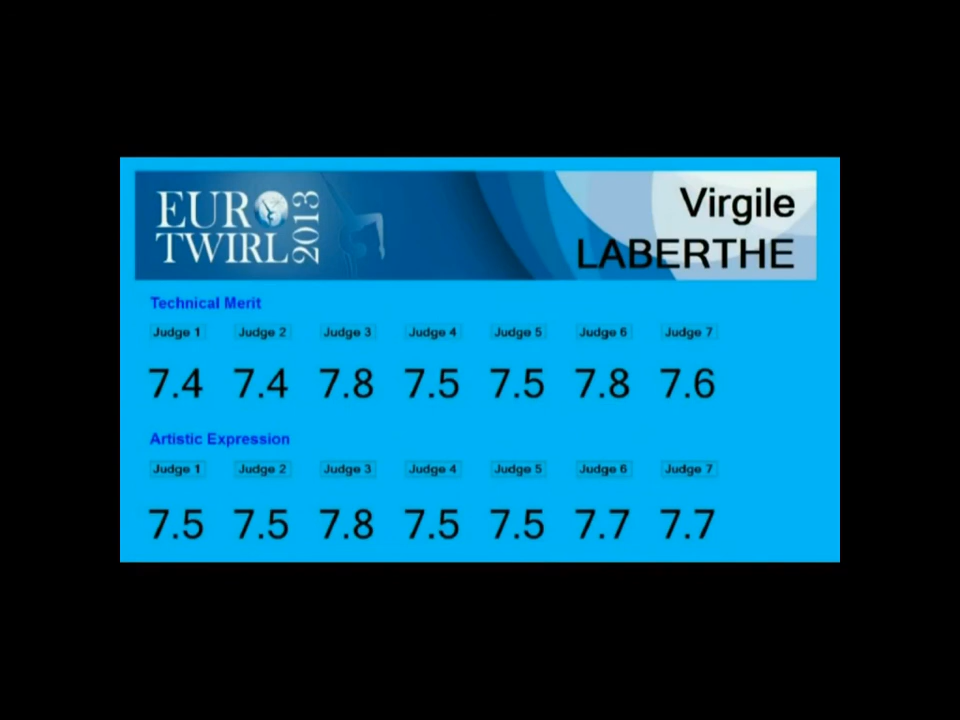 EURO
TWIRL 2013
Virgile
LABERTHE
Technical Merit
Judge 1 Judge 2 Judge 3 Judge 4 Judge 5 Judge 6 Judge 7
7.4 7.4 7.8 7.5 7.5 7.8 7.6
Artistic Expression
Judge 1 Judge 2 Judge 3 Judge 4 Judge 5 Judge 6 Judge 7
7.5 7.5 7.8 7.5 7.5 7.7 7.7